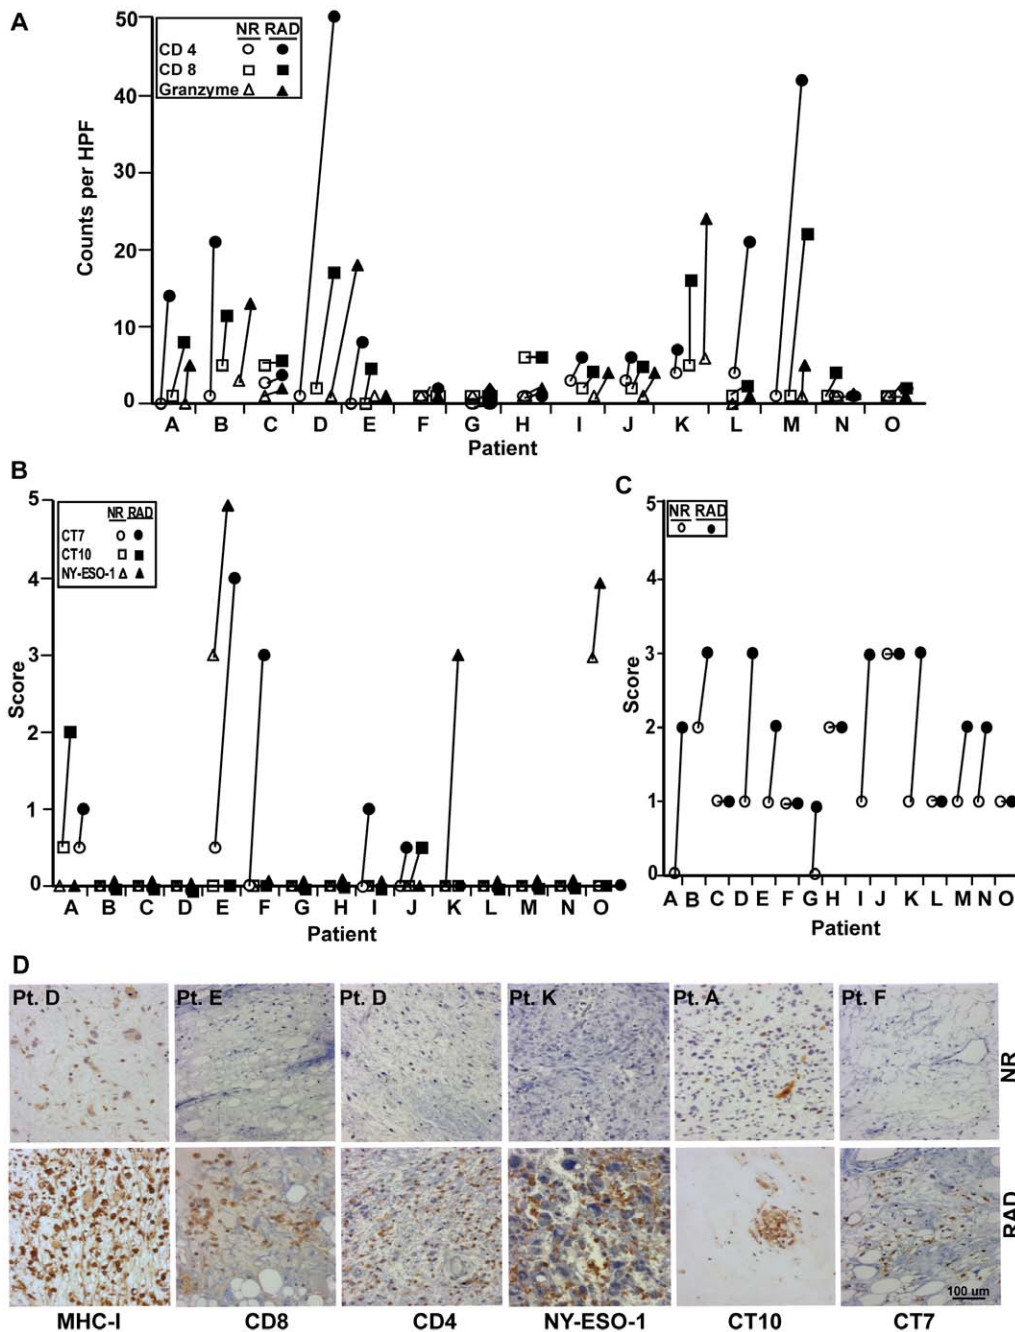 A
NR RAD
CD 4
CD 8
Granzyme
50
40
30
20
10
0
Counts per HPF
A B C D E F G H I J K L M N O
Patient
B
NR RAD
CT7
CT10
NY-ESO-1
5
4
3
2
1
0
Score
A B C D E F G H I J K L M N O
Patient
C
NR RAD
5
4
3
2
1
0
Score
A B C D E F G H I J K L M N O
Patient
D
Pt. D Pt. E Pt. D Pt. K Pt. A Pt. F
NR
RAD
100 um
MHC-I CD8 CD4 NY-ESO-1 CT10 CT7